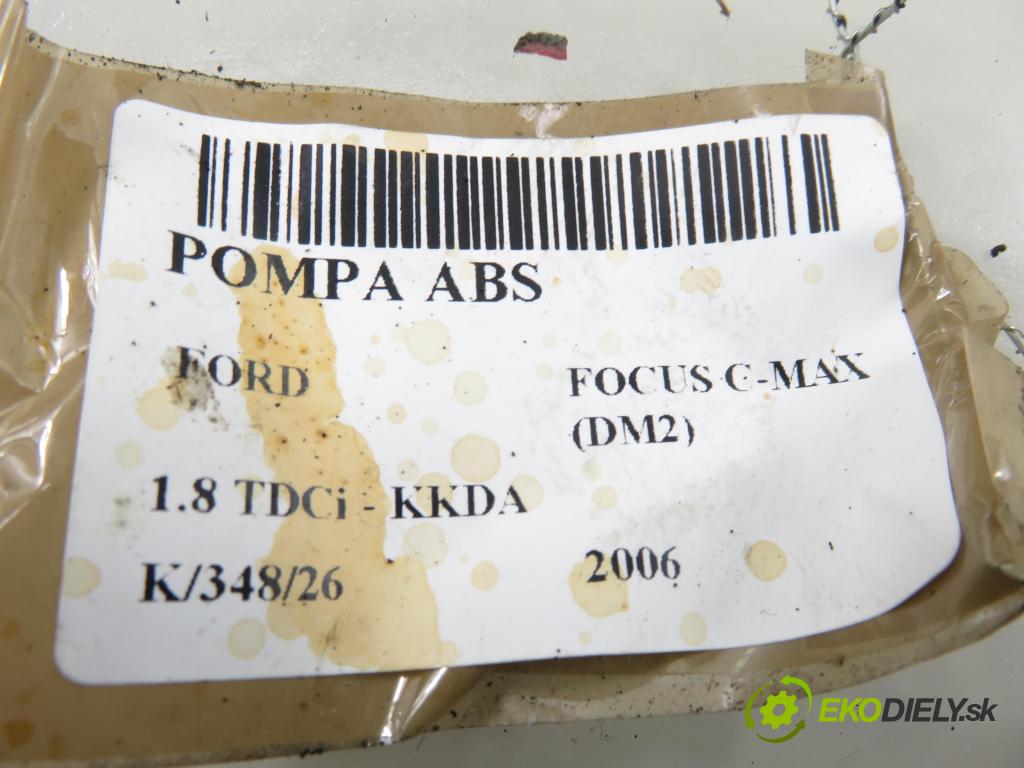 POMPA ABS
FORD
FOCUS C-MAX
(DM2)
1.8 TDCi - KKDA
K/348/26
2006
EKODIELY.sk